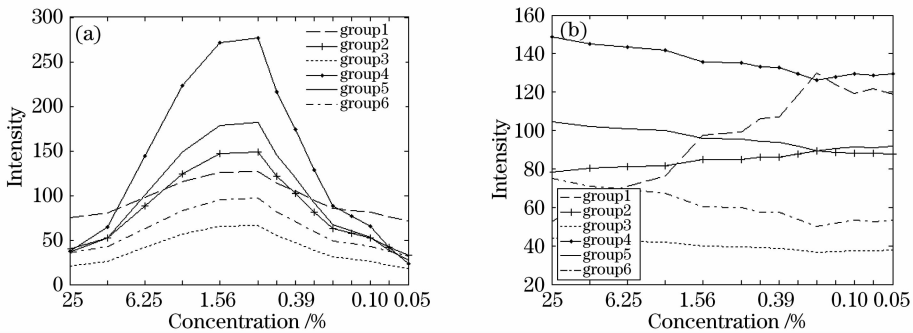 (a)
Intensity
300
250
200
150
100
50
0
group1
group2
group3
group4
group5
group6
25 6.25 1.56 0.39 0.10 0.05
Concentration /%
(b)
Intensity
160
140
120
100
80
60
40
20
group1
group2
group3
group4
group5
group6
25 6.25 1.56 0.39 0.10 0.05
Concentration /%